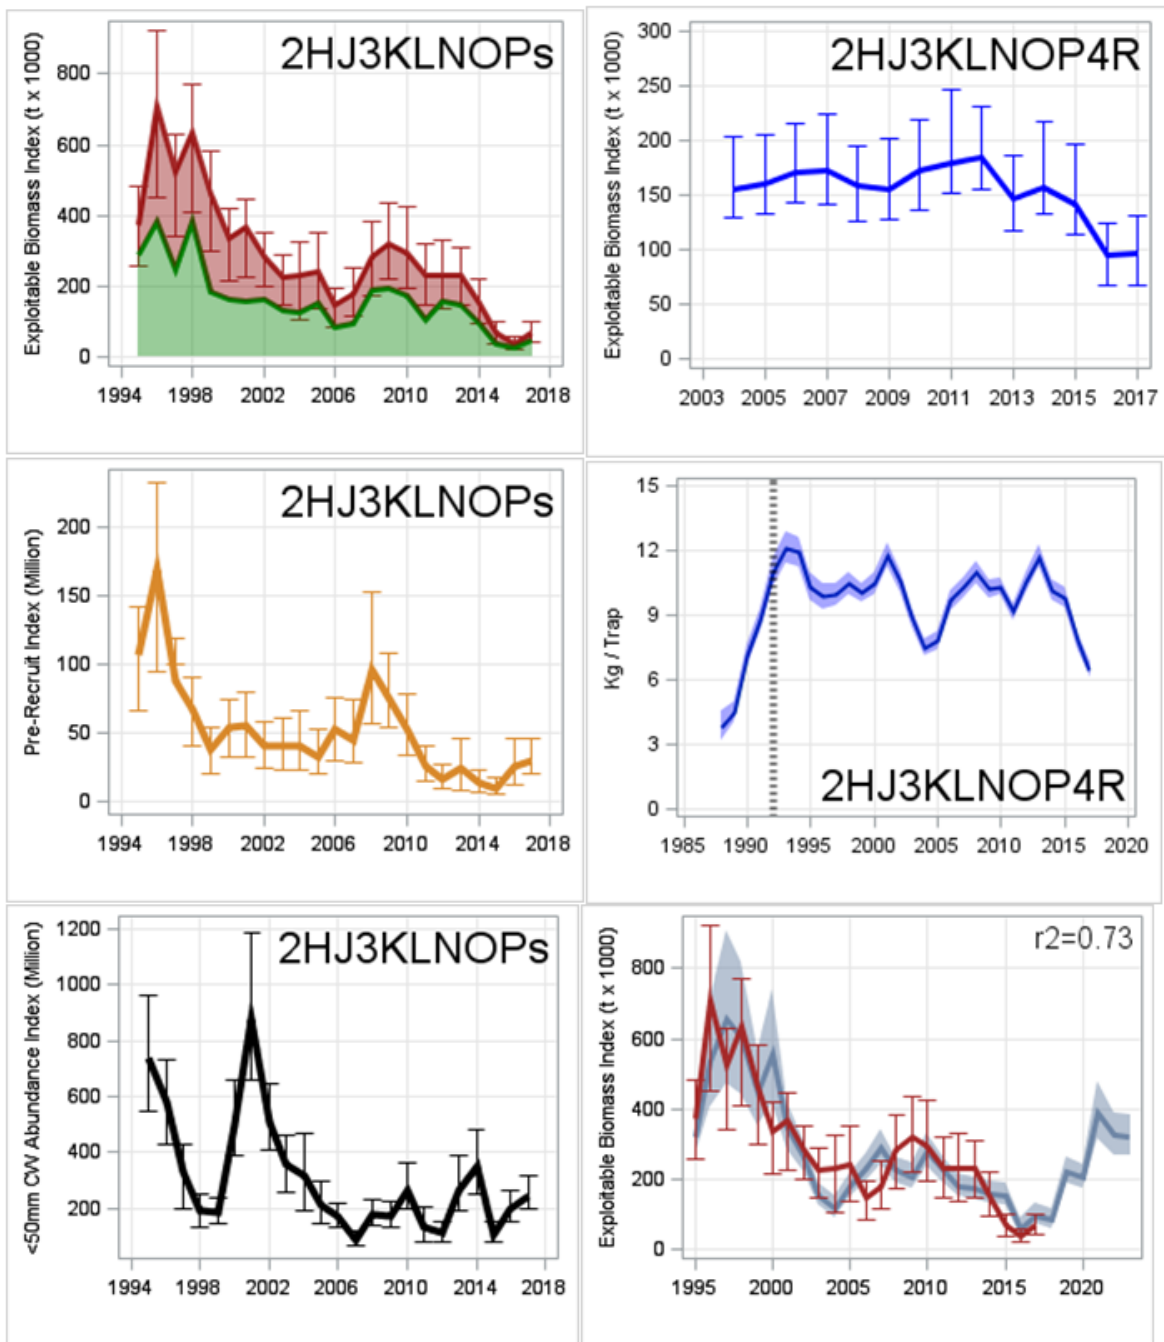 2HJ3KLNOPs
Exploitable Biomass Index (t x 1000)
800
600
400
200
0
1994 1998 2002 2006 2010 2014 2018
2HJ3KLNOP4R
Exploitable Biomass Index (t x 1000)
300
250
200
150
100
50
0
2003 2005 2007 2009 2011 2013 2015 2017
2HJ3KLNOPs
Pre-Recruit Index (Million)
200
150
100
50
0
1994 1998 2002 2006 2010 2014 2018
Kg / Trap
15
12
9
6
3
0
2HJ3KLNOP4R
1985 1990 1995 2000 2005 2010 2015 2020
2HJ3KLNOPs
<50mm CW Abundance Index (Million)
1200
1000
800
600
400
200
1994 1998 2002 2006 2010 2014 2018
r2=0.73
Exploitable Biomass Index (t x 1000)
800
600
400
200
0
1995 2000 2005 2010 2015 2020